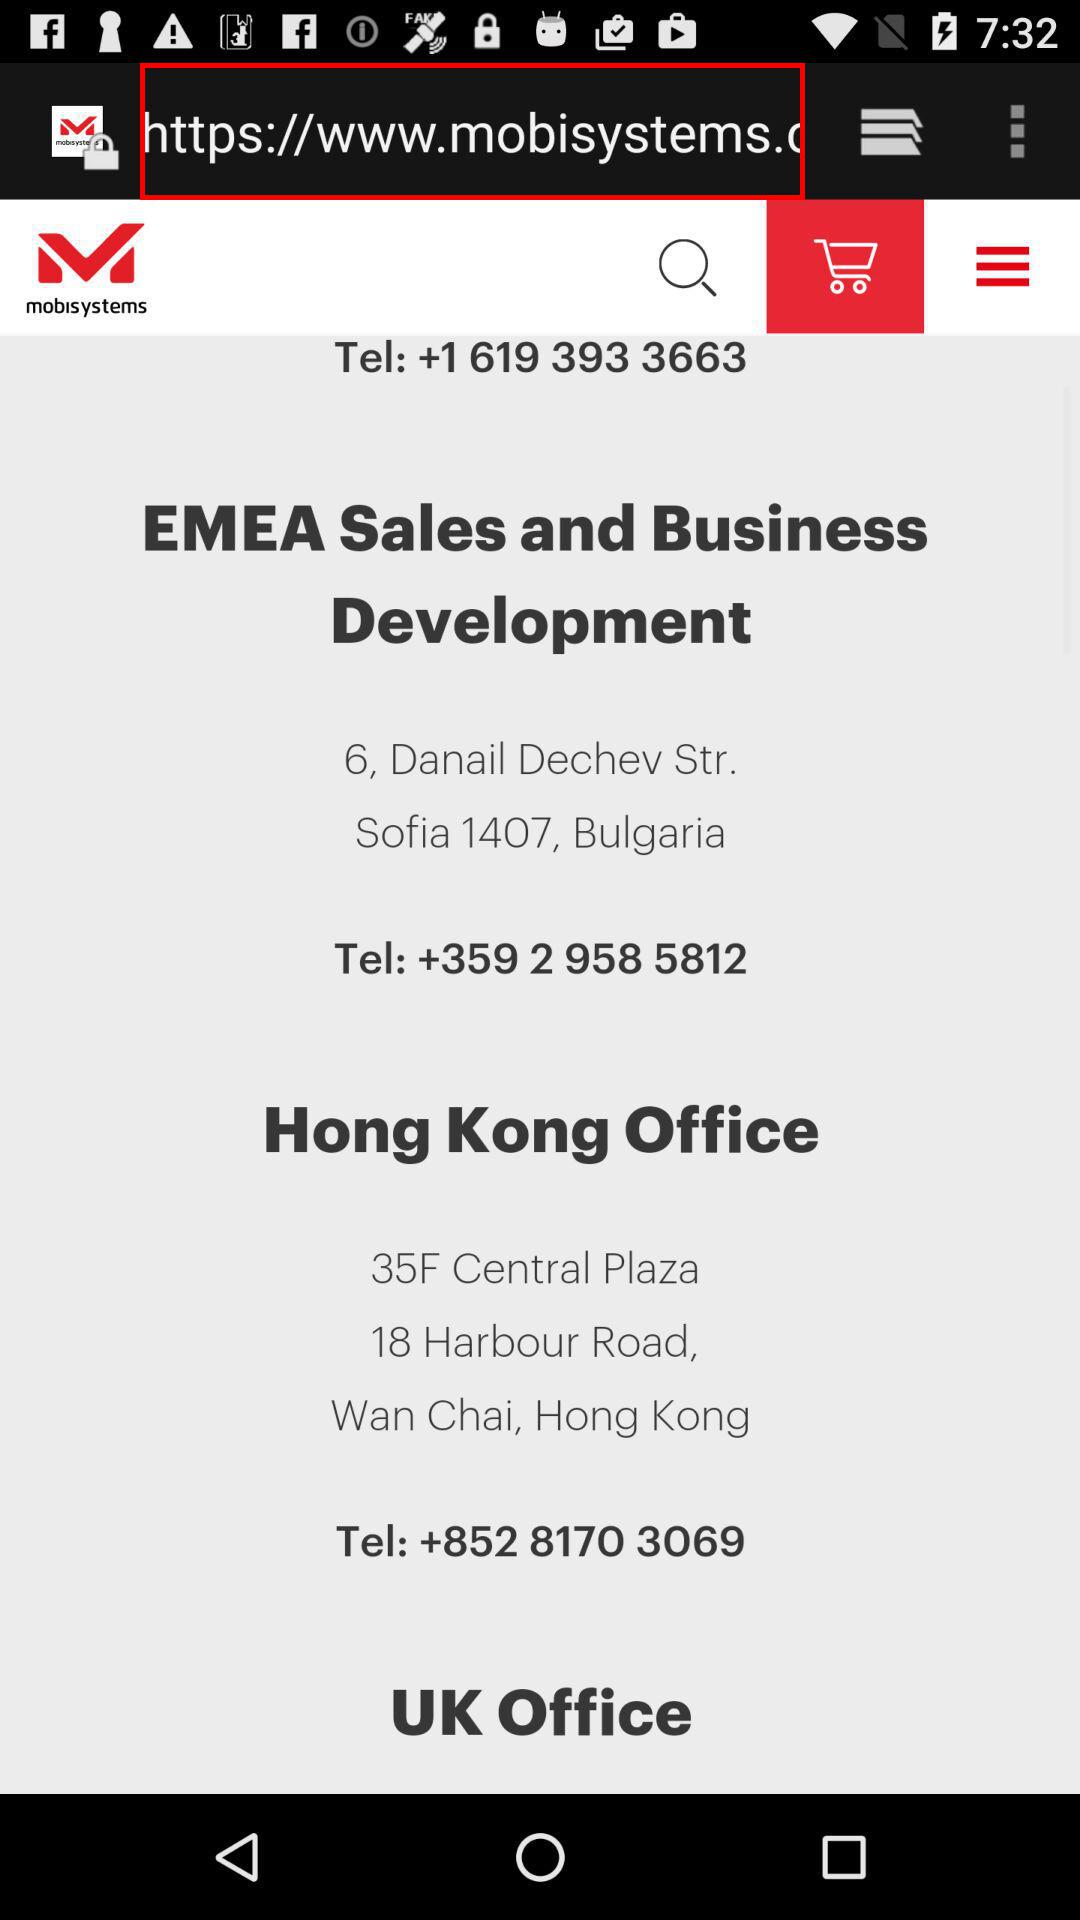 FAKE
7:32
mobisystems
https://www.mobisystems.c
mobisystems
Tel: +1 619 393 3663
EMEA Sales and Business
Development
6, Danail Dechev Str.
Sofia 1407, Bulgaria
Tel: +359 2 958 5812
Hong Kong Office
35F Central Plaza
18 Harbour Road,
Wan Chai, Hong Kong
Tel: +852 8170 3069
UK Office